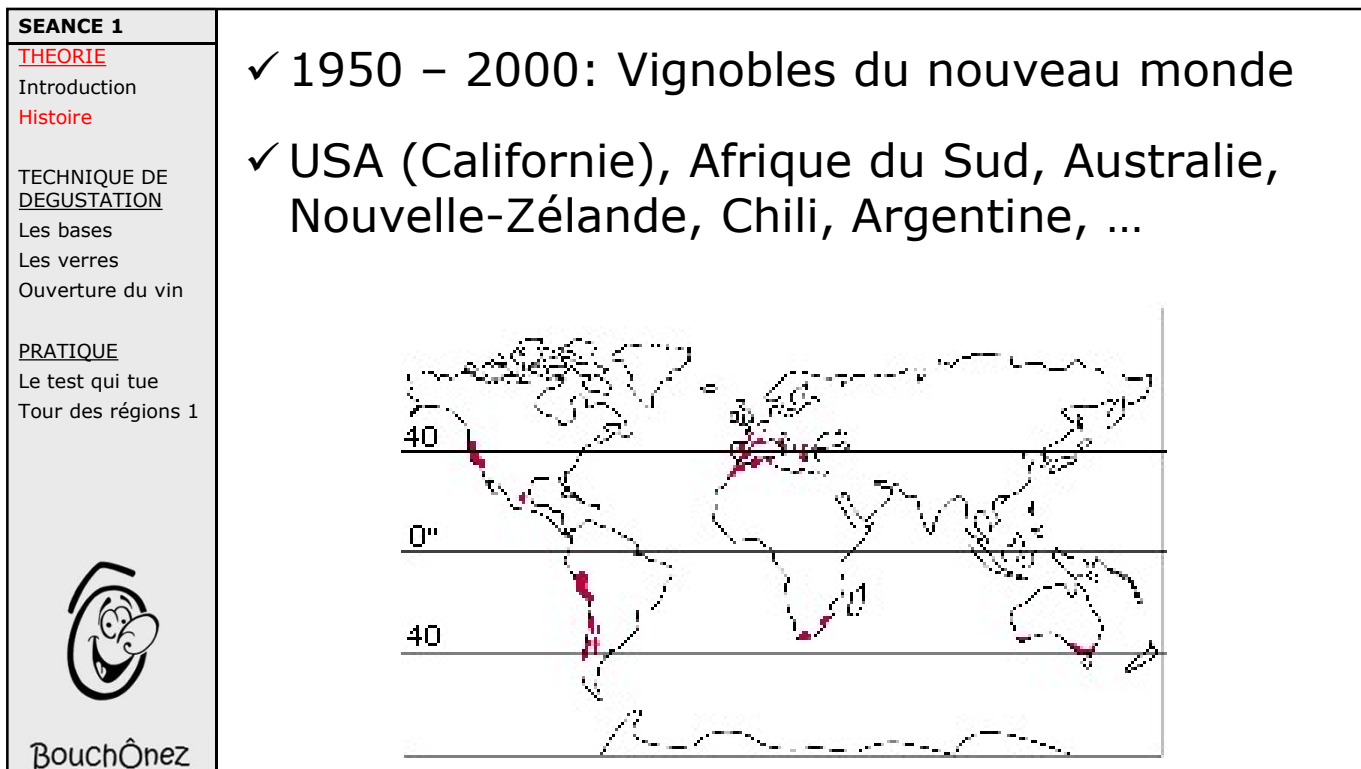 SEANCE 1
THEORIE
Introduction
Histoire
TECHNIQUE DE
DEGUSTATION
Les bases
Les verres
Ouverture du vin
PRATIQUE
Le test qui tue
Tour des régions 1
BouchÔnez
✓ 1950 – 2000: Vignobles du nouveau monde
✓ USA (Californie), Afrique du Sud, Australie,
Nouvelle-Zélande, Chili, Argentine, …
40
0"
40